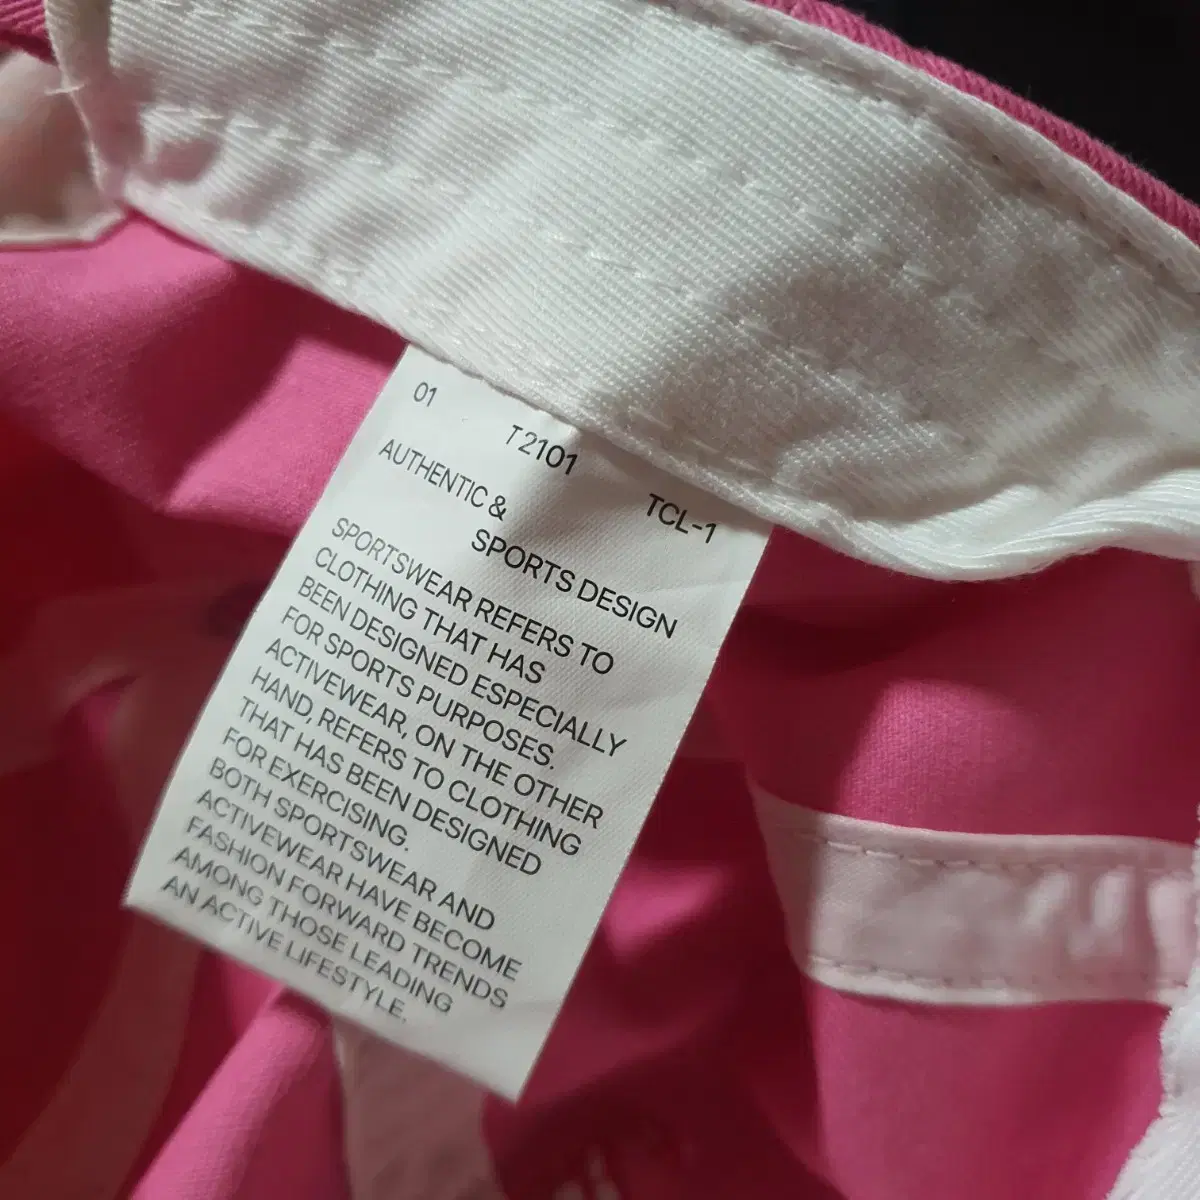 01 T2101 TCL-1
AUTHENTIC &
SPORTS DESIGN
SPORTSWEAR REFERS TO
CLOTHING THAT HAS
BEEN DESIGNED ESPECIALLY
FOR SPORTS PURPOSES.
ACTIVEWEAR, ON THE OTHER
HAND, REFERS TO CLOTHING
THAT HAS BEEN DESIGNED
FOR EXERCISING.
BOTH SPORTSWEAR AND
ACTIVEWEAR HAVE BECOME
FASHION FORWARD TRENDS
AMONG THOSE LEADING
AN ACTIVE LIFESTYLE.